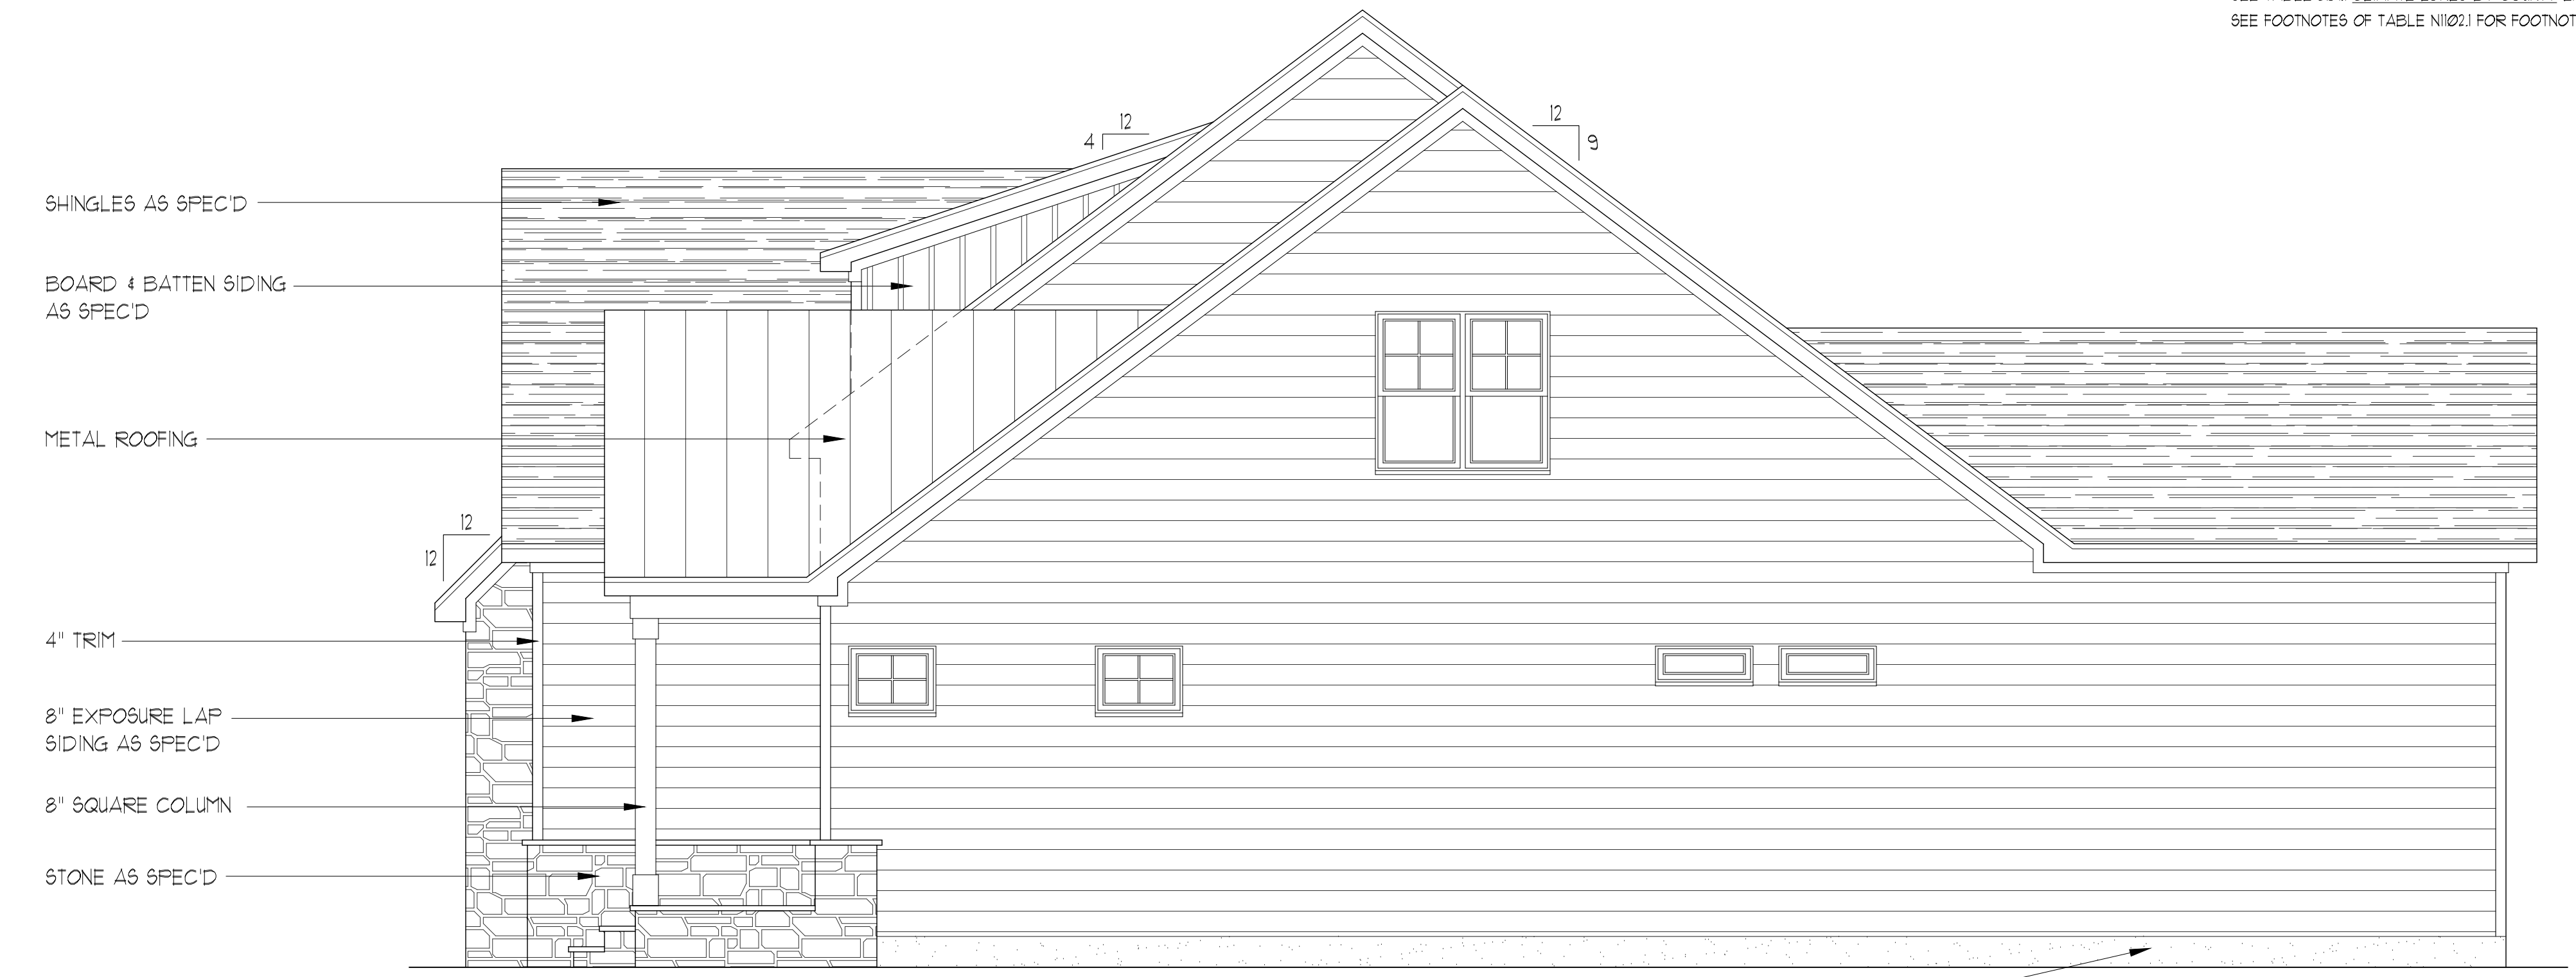 SEE FOOTNOTES OF TABLE N1102.1 FOR FOOTNOT
12
4
12
9
SHINGLES AS SPEC'D
BOARD & BATTEN SIDING
AS SPEC'D
METAL ROOFING
12
12
4" TRIM
8" EXPOSURE LAP
SIDING AS SPEC'D
8" SQUARE COLUMN
STONE AS SPEC'D